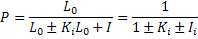 P = L₀ / (L₀ ± KᵢL₀ + I) = 1 / (1 ± Kᵢ ± Iᵢ)